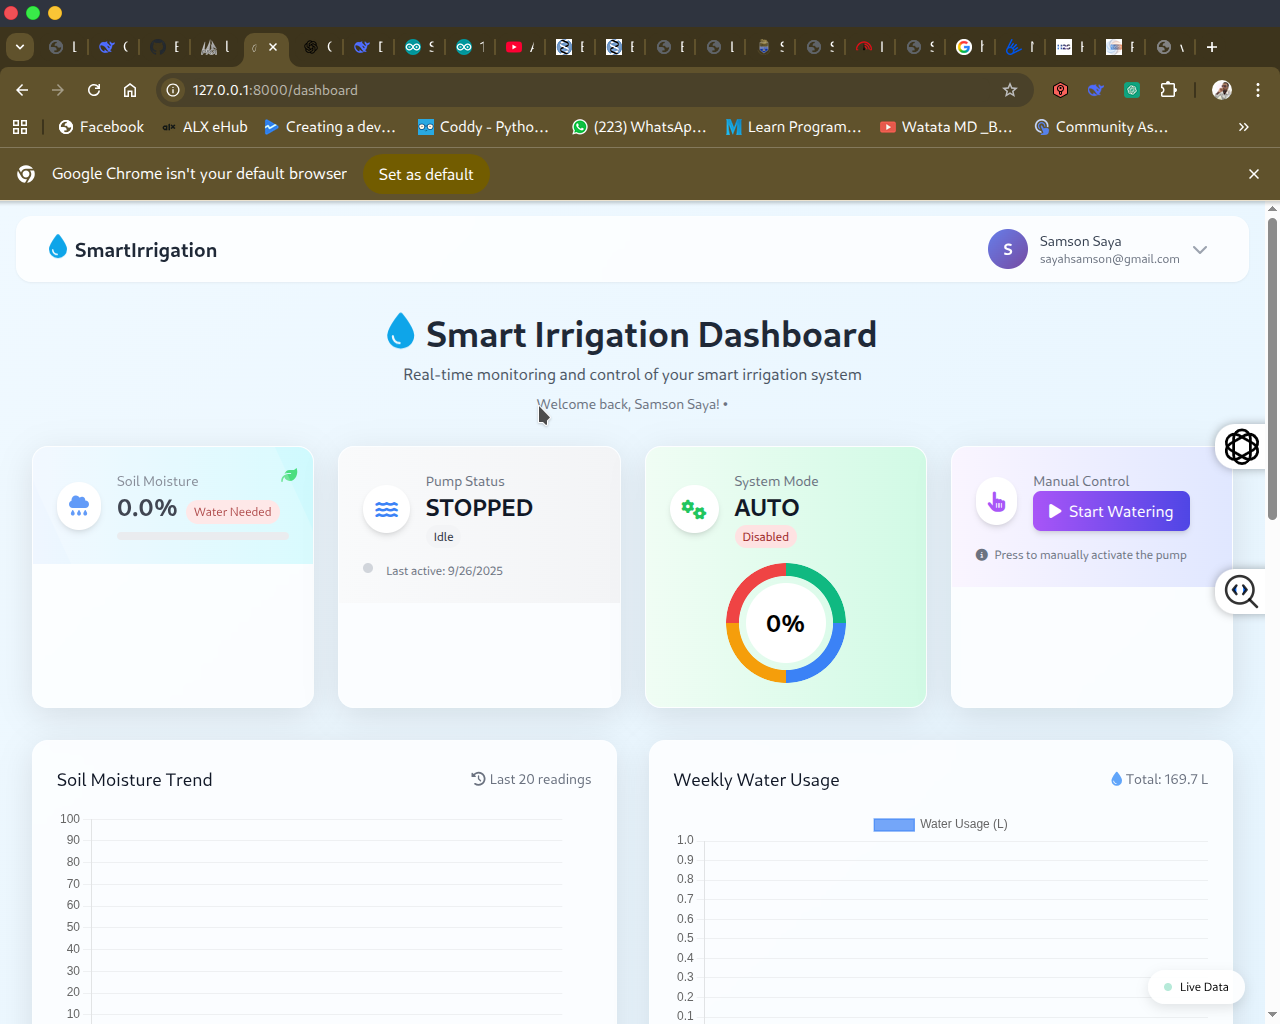 127.0.0.1:8000/dashboard
Facebook
ALX eHub
Creating a dev...
Coddy - Pytho...
(223) WhatsAp...
Learn Program...
Watata MD _B...
Community As...
Google Chrome isn't your default browser
Set as default
SmartIrrigation
S
Samson Saya
sayahsamson@gmail.com
Smart Irrigation Dashboard
Real-time monitoring and control of your smart irrigation system
Welcome back, Samson Saya! •
Soil Moisture
0.0%
Water Needed
Pump Status
STOPPED
Idle
Last active: 9/26/2025
System Mode
AUTO
Disabled
0%
Manual Control
Start Watering
Press to manually activate the pump
Soil Moisture Trend
Last 20 readings
100
90
80
70
60
50
40
30
20
10
Weekly Water Usage
Total: 169.7 L
Water Usage (L)
1.0
0.9
0.8
0.7
0.6
0.5
0.4
0.3
0.2
0.1
Live Data